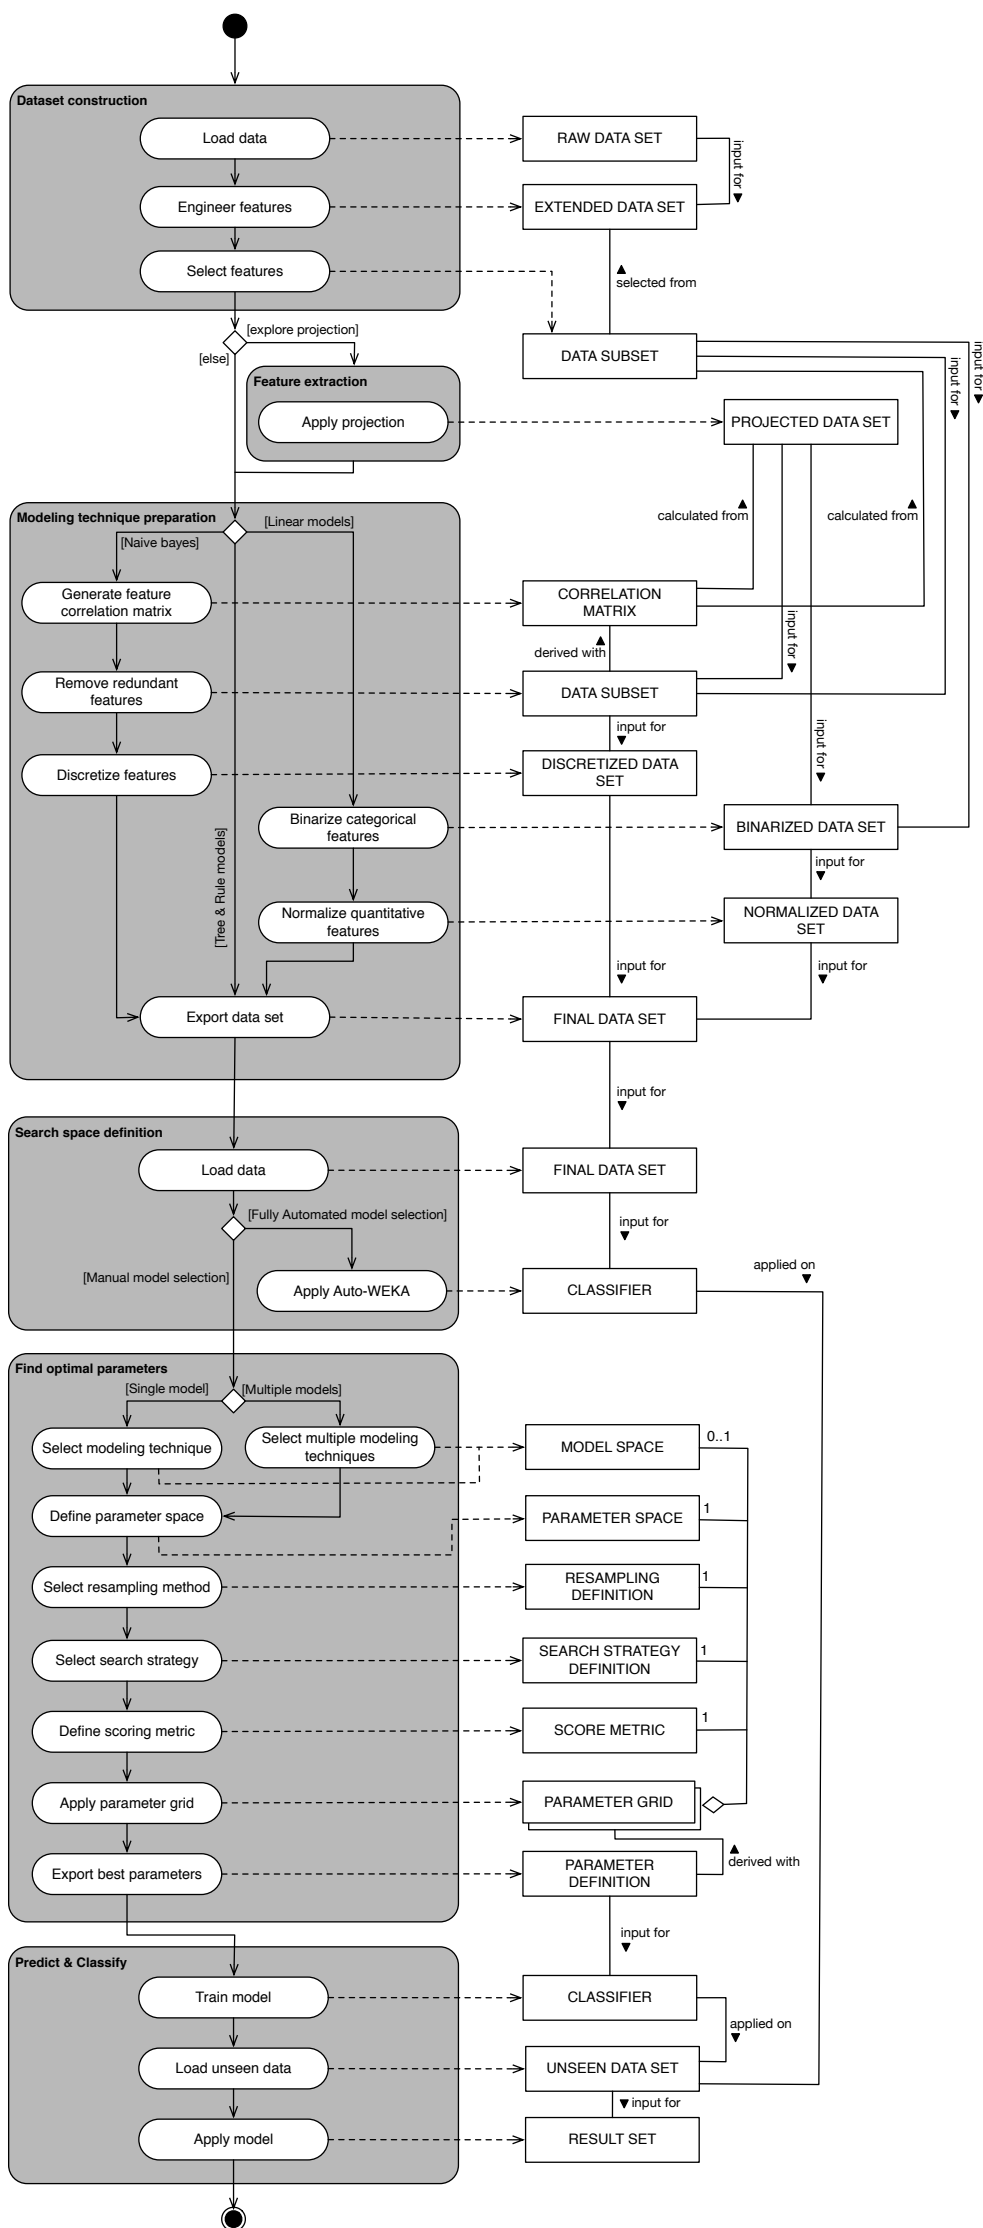 Dataset construction
Load data
RAW DATA SET
input for
Engineer features
EXTENDED DATA SET
Select features
selected from
[explore projection]
[else]
DATA SUBSET
input for
input for
Feature extraction
Apply projection
PROJECTED DATA SET
Modeling technique preparation
[Linear models]
[Naive bayes]
calculated from
calculated from
Generate feature
correlation matrix
CORRELATION
MATRIX
derived with
input for
Remove redundant
features
DATA SUBSET
input for
Discretize features
DISCRETIZED DATA
SET
input for
[Tree & Rule models]
Binarize categorical
features
BINARIZED DATA SET
input for
Normalize quantitative
features
NORMALIZED DATA
SET
input for
input for
Export data set
FINAL DATA SET
input for
Search space definition
Load data
FINAL DATA SET
[Fully Automated model selection]
input for
[Manual model selection]
applied on
Apply Auto-WEKA
CLASSIFIER
Find optimal parameters
[Single model]
[Multiple models]
Select modeling technique
Select multiple modeling
techniques
MODEL SPACE
0..1
Define parameter space
PARAMETER SPACE
1
Select resampling method
RESAMPLING
DEFINITION
1
Select search strategy
SEARCH STRATEGY
DEFINITION
1
Define scoring metric
SCORE METRIC
1
Apply parameter grid
PARAMETER GRID
Export best parameters
PARAMETER
DEFINITION
derived with
input for
Predict & Classify
Train model
CLASSIFIER
applied on
Load unseen data
UNSEEN DATA SET
input for
Apply model
RESULT SET